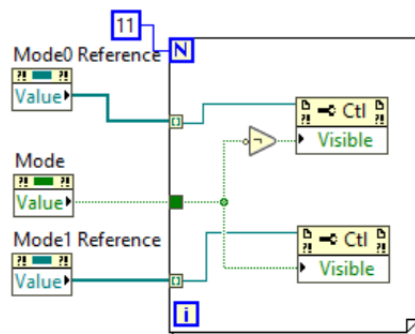 11
N
Mode0 Reference
?! ?!
Value
Ctl
Visible
Mode
?! ?!
Value
Mode1 Reference
?! ?!
Value
Ctl
Visible
i